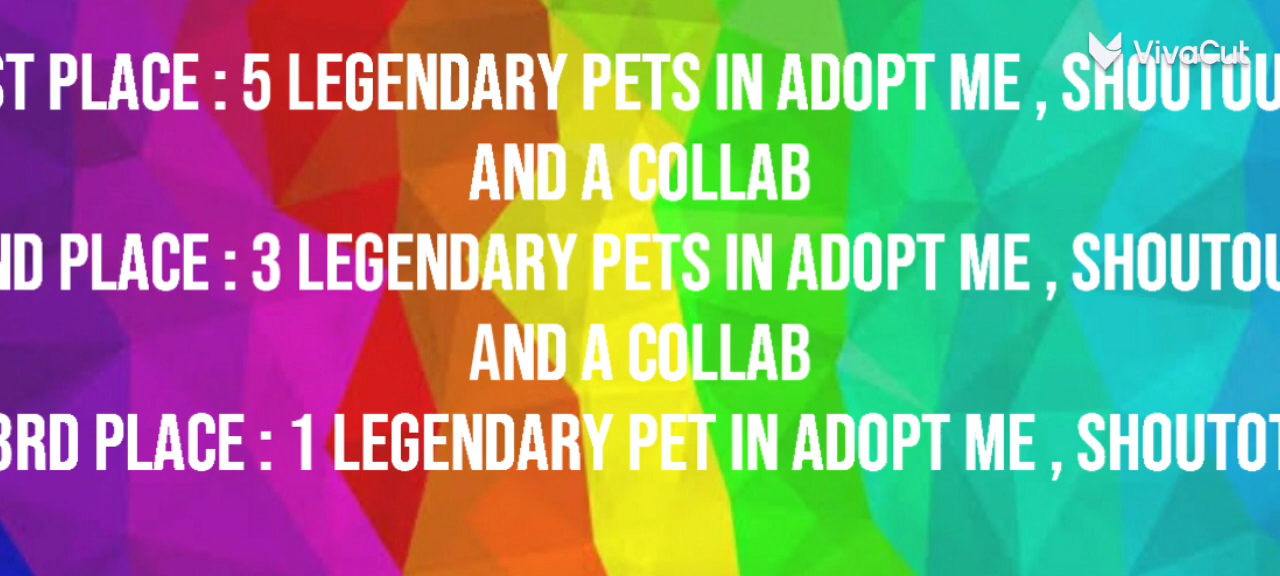 ST PLACE : 5 LEGENDARY PETS IN ADOPT ME , SHOUTOU
AND A COLLAB
ND PLACE : 3 LEGENDARY PETS IN ADOPT ME , SHOUTOU
AND A COLLAB
3RD PLACE : 1 LEGENDARY PET IN ADOPT ME , SHOUTOT
VivaCut